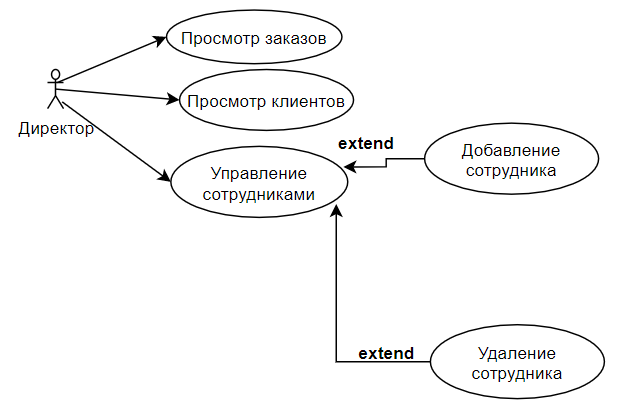 Просмотр заказов
Просмотр клиентов
Директор
extend
Добавление
сотрудника
Управление
сотрудниками
extend
Удаление
сотрудника